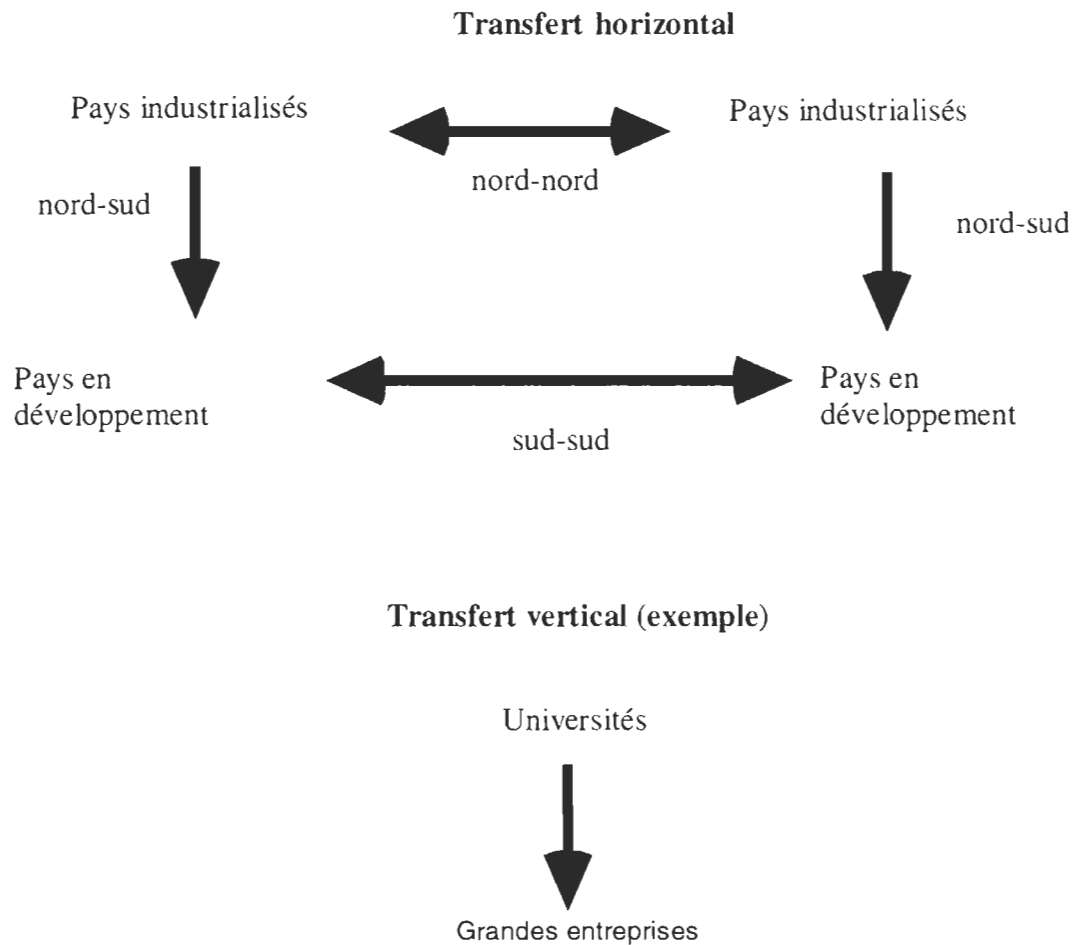 Transfert horizontal
Pays industrialisés
Pays industrialisés
nord-nord
nord-sud
nord-sud
Pays en
développement
Pays en
développement
sud-sud
Transfert vertical (exemple)
Universités
Grandes entreprises